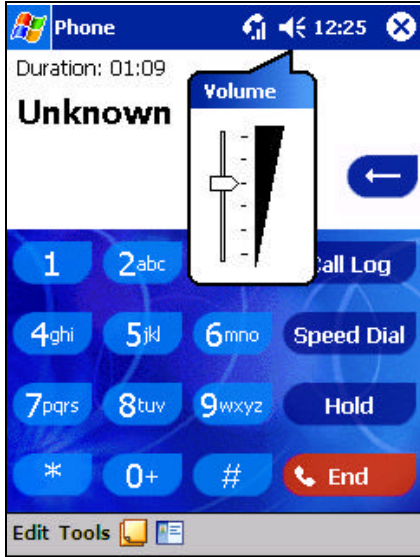 Phone 12:25
Duration: 01:09
Volume
Unknown
1 2abc all Log
4ghi 5jkl 6mno Speed Dial
7pqrs 8tuv 9wxyz Hold
* 0+ # End
Edit Tools